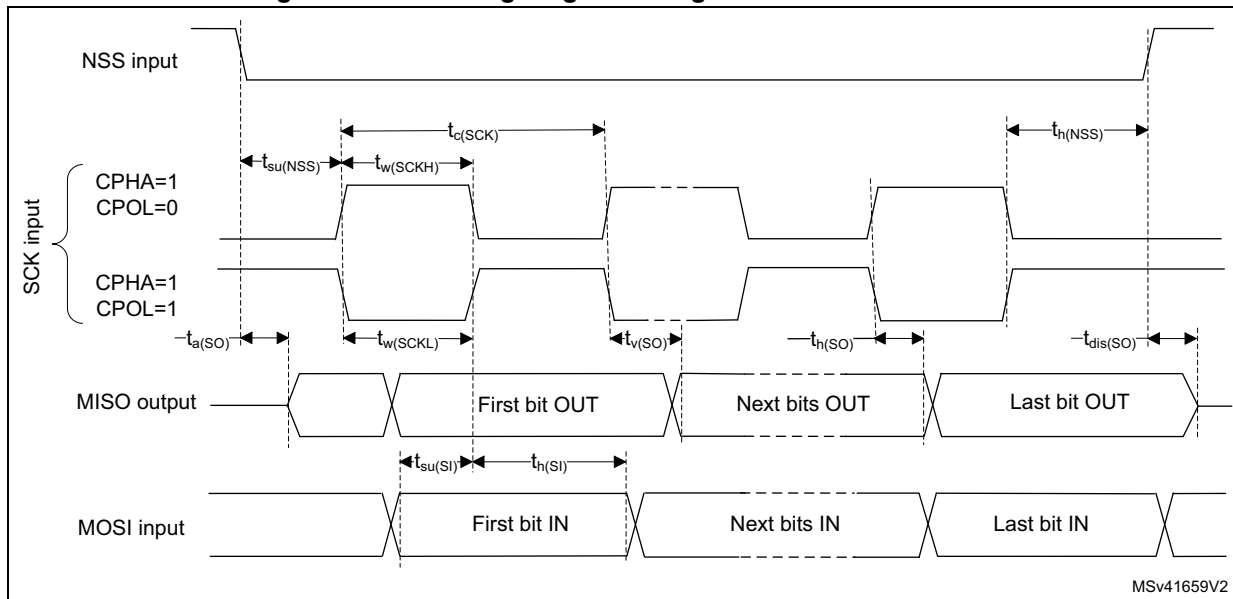 NSS input
tc(SCK)
th(NSS)
tsu(NSS)
tw(SCKH)
SCK input
CPHA=1
CPOL=0
CPHA=1
CPOL=1
ta(SO)
tw(SCKL)
tv(SO)
th(SO)
tdis(SO)
MISO output
First bit OUT
Next bits OUT
Last bit OUT
tsu(SI)
th(SI)
MOSI input
First bit IN
Next bits IN
Last bit IN
MSv41659V2